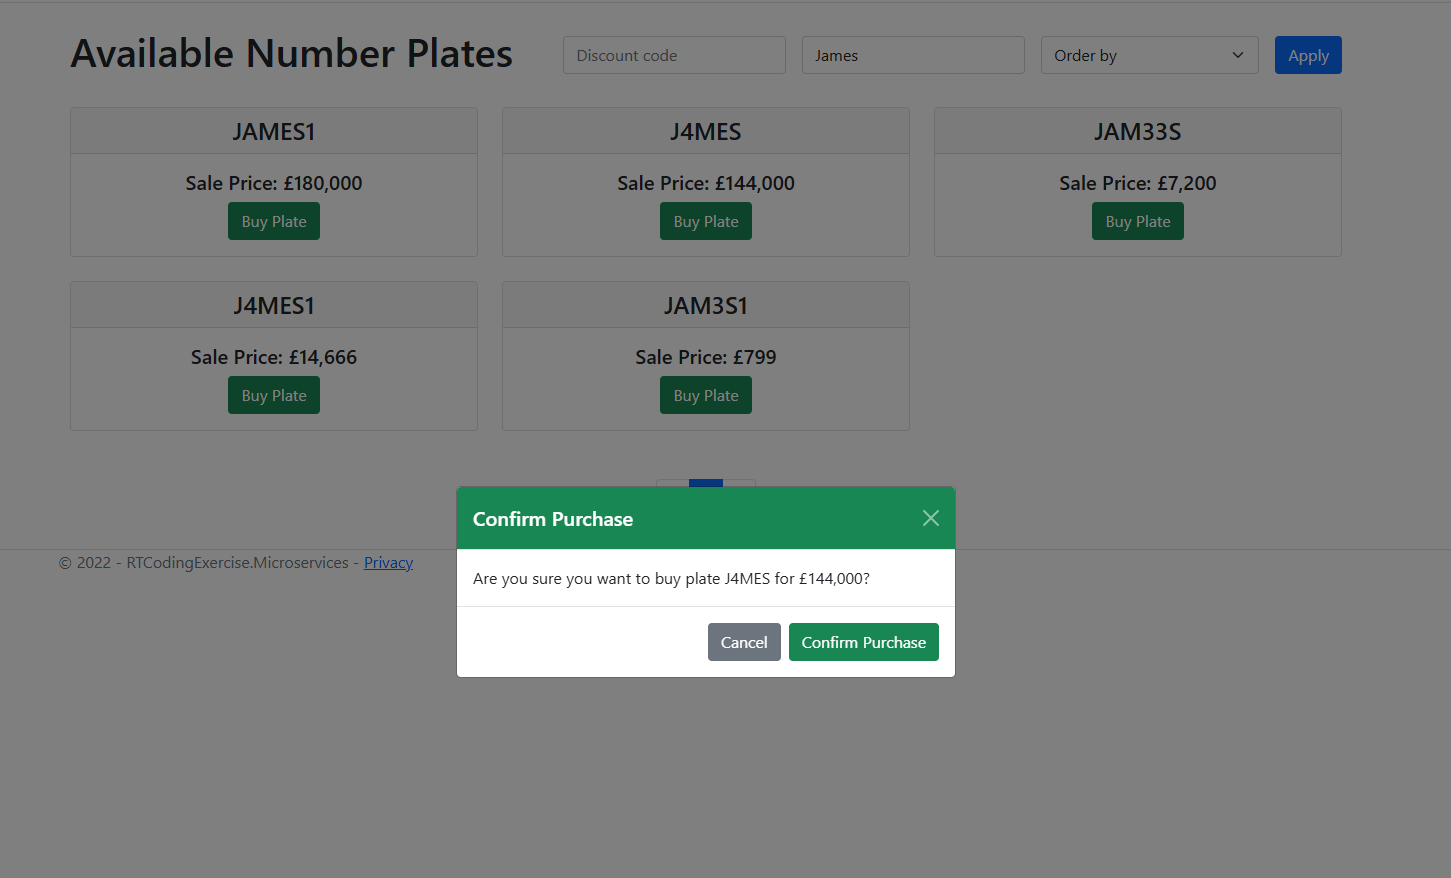 Available Number Plates
Discount code
James
Order by
Apply
JAMES1
Sale Price: £180,000
Buy Plate
J4MES
Sale Price: £144,000
Buy Plate
JAM33S
Sale Price: £7,200
Buy Plate
J4MES1
Sale Price: £14,666
Buy Plate
JAM3S1
Sale Price: £799
Buy Plate
Confirm Purchase
Are you sure you want to buy plate J4MES for £144,000?
Cancel
Confirm Purchase
© 2022 - RTCodingExercise.Microservices - Privacy